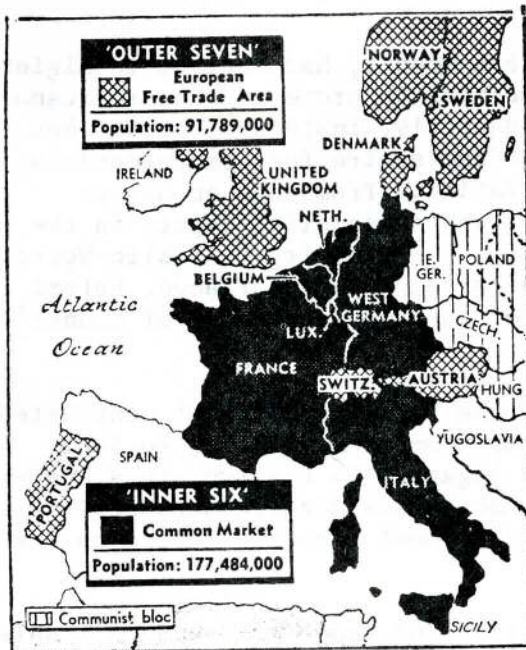 'OUTER SEVEN'
European
Free Trade Area
Population: 91,789,000
NORWAY
SWEDEN
DENMARK
IRELAND
UNITED
KINGDOM
NETH.
E.
GER.
POLAND
BELGIUM
WEST
GERMANY
CZECH.
Atlantic
Ocean
LUX.
FRANCE
SWITZ.
AUSTRIA
HUNG
YUGOSLAVIA
SPAIN
PORTUGAL
ITALY
'INNER SIX'
Common Market
Population: 177,484,000
Communist bloc
SICILY